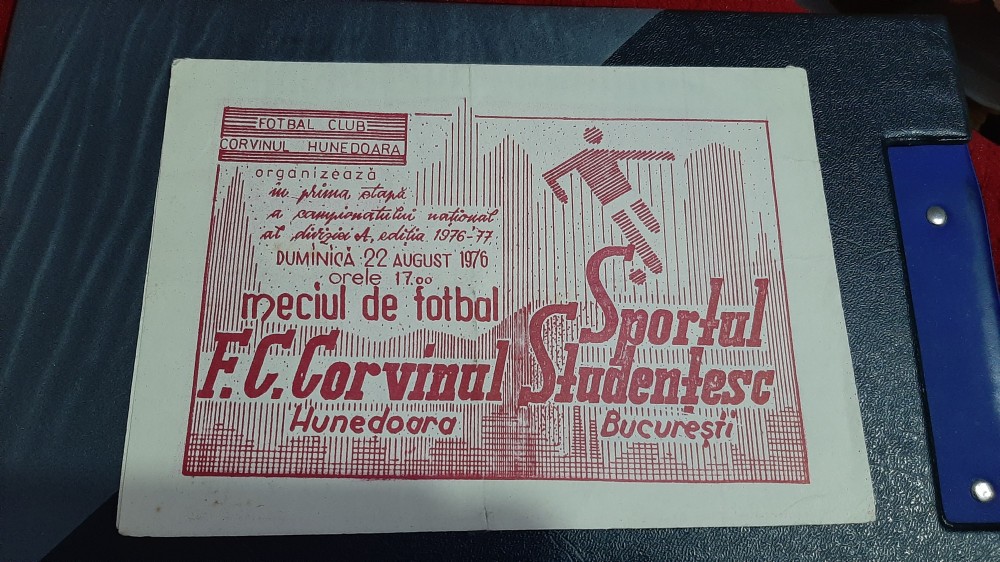 FOTBAL CLUB
CORVINUL HUNEDOARA
organizează
în prima etapă
a campionatului național
al diviziei A, ediția 1976-'77
DUMINICĂ 22 AUGUST 1976
orele 17.00
meciul de fotbal
F.C. Corvinul
Hunedoara
Sportul
Studențesc
București